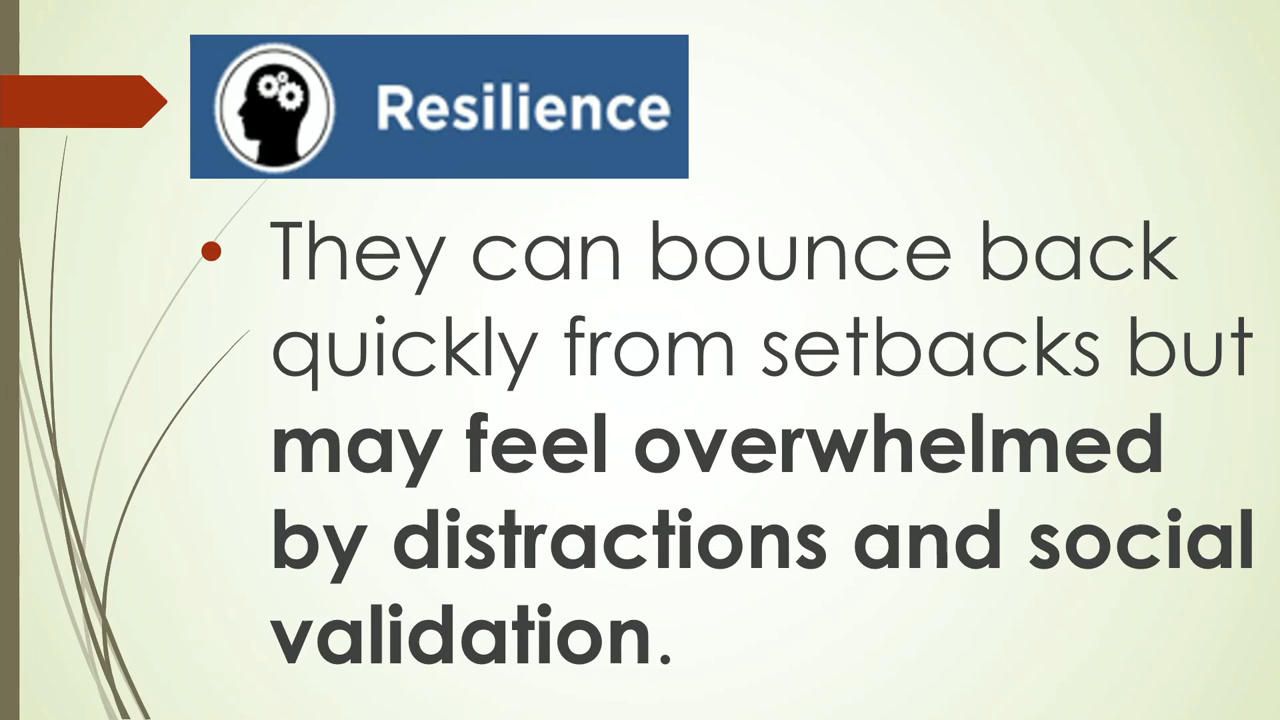 Resilience
They can bounce back
quickly from setbacks but
may feel overwhelmed
by distractions and social
validation.